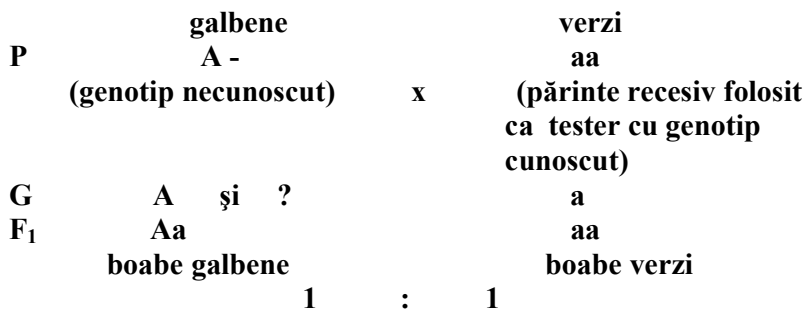 galbene verzi
P A - aa
(genotip necunoscut) x (părinte recesiv folosit
ca tester cu genotip
cunoscut)
G A şi ? a
F1 Aa aa
boabe galbene boabe verzi
1 : 1